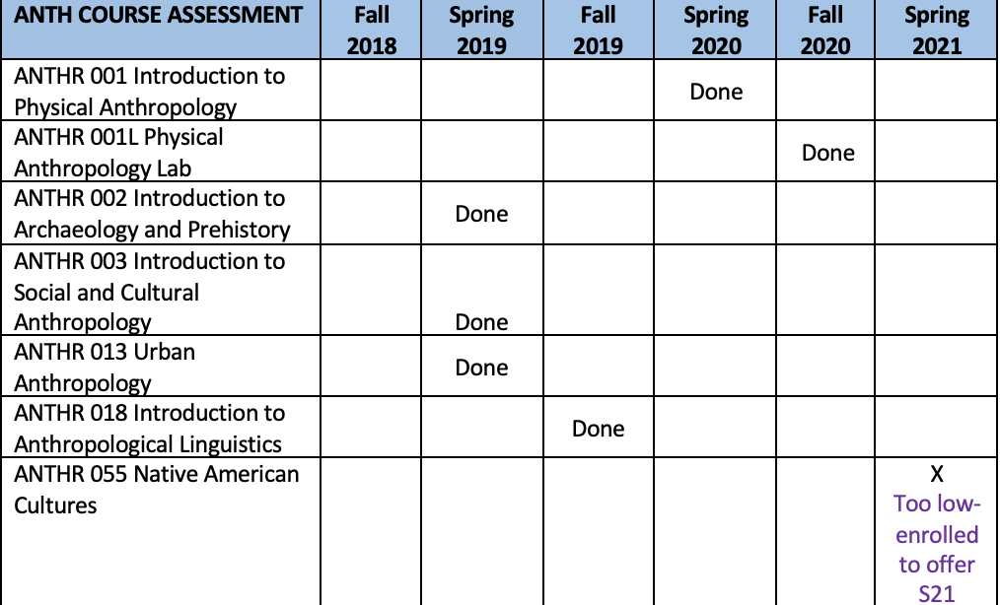 ANTH COURSE ASSESSMENT Fall Spring Fall Spring Fall Spring
2018 2019 2019 2020 2020 2021
ANTHR 001 Introduction to
Physical Anthropology
Done
ANTHR 001L Physical
Anthropology Lab
Done
ANTHR 002 Introduction to
Archaeology and Prehistory
Done
ANTHR 003 Introduction to
Social and Cultural
Anthropology Done
ANTHR 013 Urban
Anthropology
Done
ANTHR 018 Introduction to
Anthropological Linguistics
Done
ANTHR 055 Native American
Cultures
X
Too low-
enrolled
to offer
S21